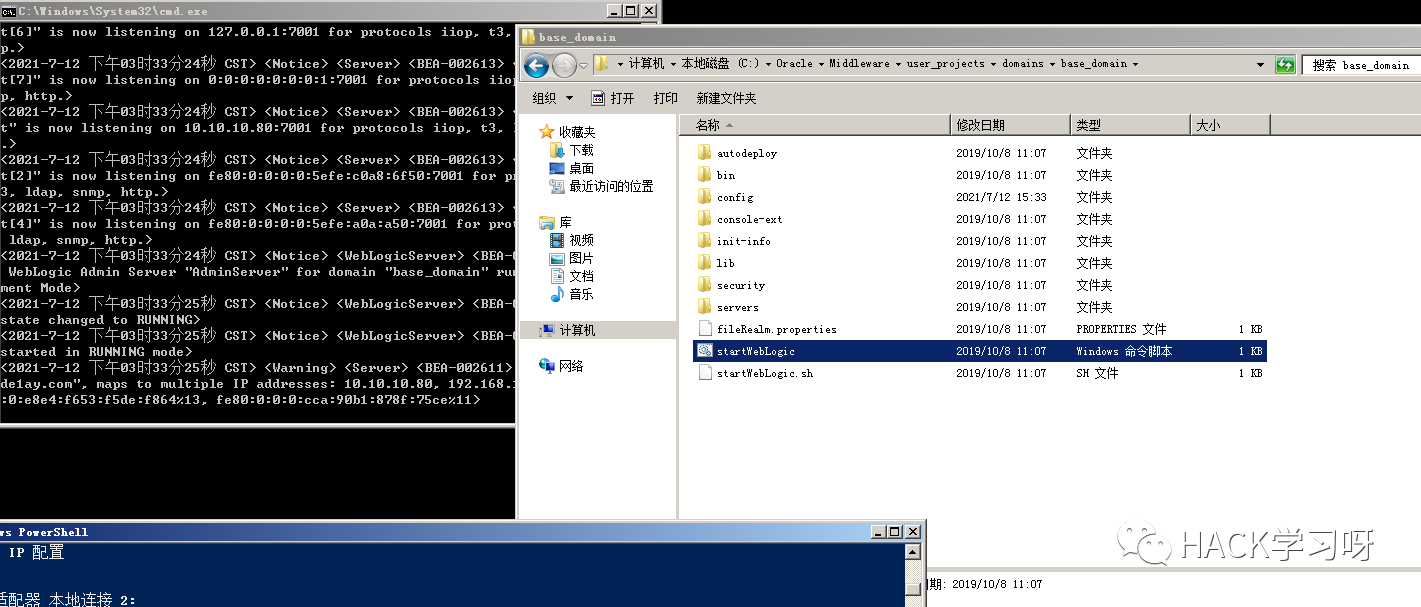 C:\Windows\System32\cmd.exe
t[6]" is now listening on 127.0.0.1:7001 for protocols iiop, t3,
p.>
<2021-7-12 下午03时33分24秒 CST> <Notice> <Server> <BEA-002613> <
t[7]" is now listening on 0:0:0:0:0:0:0:1:7001 for protocols iiop
p, http.>
<2021-7-12 下午03时33分24秒 CST> <Notice> <Server> <BEA-002613> <
t" is now listening on 10.10.10.80:7001 for protocols iiop, t3, l
.>
<2021-7-12 下午03时33分24秒 CST> <Notice> <Server> <BEA-002613> <
t[2]" is now listening on fe80:0:0:0:0:5efe:c0a8:6f50:7001 for pr
3, ldap, snmp, http.>
<2021-7-12 下午03时33分24秒 CST> <Notice> <Server> <BEA-002613> <
t[4]" is now listening on fe80:0:0:0:0:5efe:a0a:a50:7001 for prot
ldap, snmp, http.>
<2021-7-12 下午03时33分24秒 CST> <Notice> <WebLogicServer> <BEA-0
WebLogic Admin Server "AdminServer" for domain "base_domain" run
ment Mode>
<2021-7-12 下午03时33分25秒 CST> <Notice> <WebLogicServer> <BEA-0
state changed to RUNNING>
<2021-7-12 下午03时33分25秒 CST> <Notice> <WebLogicServer> <BEA-0
started in RUNNING mode>
<2021-7-12 下午03时33分25秒 CST> <Warning> <Server> <BEA-002611>
de1ay.com", maps to multiple IP addresses: 10.10.10.80, 192.168.1
:0:e8e4:f653:f5de:f864%13, fe80:0:0:0:cca:90b1:878f:75ce%11>
base_domain
计算机 本地磁盘 (C:) Oracle Middleware user_projects domains base_domain
搜索 base_domain
组织 打开 打印 新建文件夹
收藏夹
下载
桌面
最近访问的位置
库
视频
图片
文档
音乐
计算机
网络
名称 修改日期 类型 大小
autodeploy 2019/10/8 11:07 文件夹
bin 2019/10/8 11:07 文件夹
config 2021/7/12 15:33 文件夹
console-ext 2019/10/8 11:07 文件夹
init-info 2019/10/8 11:07 文件夹
lib 2019/10/8 11:07 文件夹
security 2019/10/8 11:07 文件夹
servers 2019/10/8 11:07 文件夹
fileRealm.properties 2019/10/8 11:07 PROPERTIES 文件 1 KB
startWebLogic 2019/10/8 11:07 Windows 命令脚本 1 KB
startWebLogic.sh 2019/10/8 11:07 SH 文件 1 KB
ws PowerShell
IP 配置
适配器 本地连接 2:
期: 2019/10/8 11:07
HACK学习呀